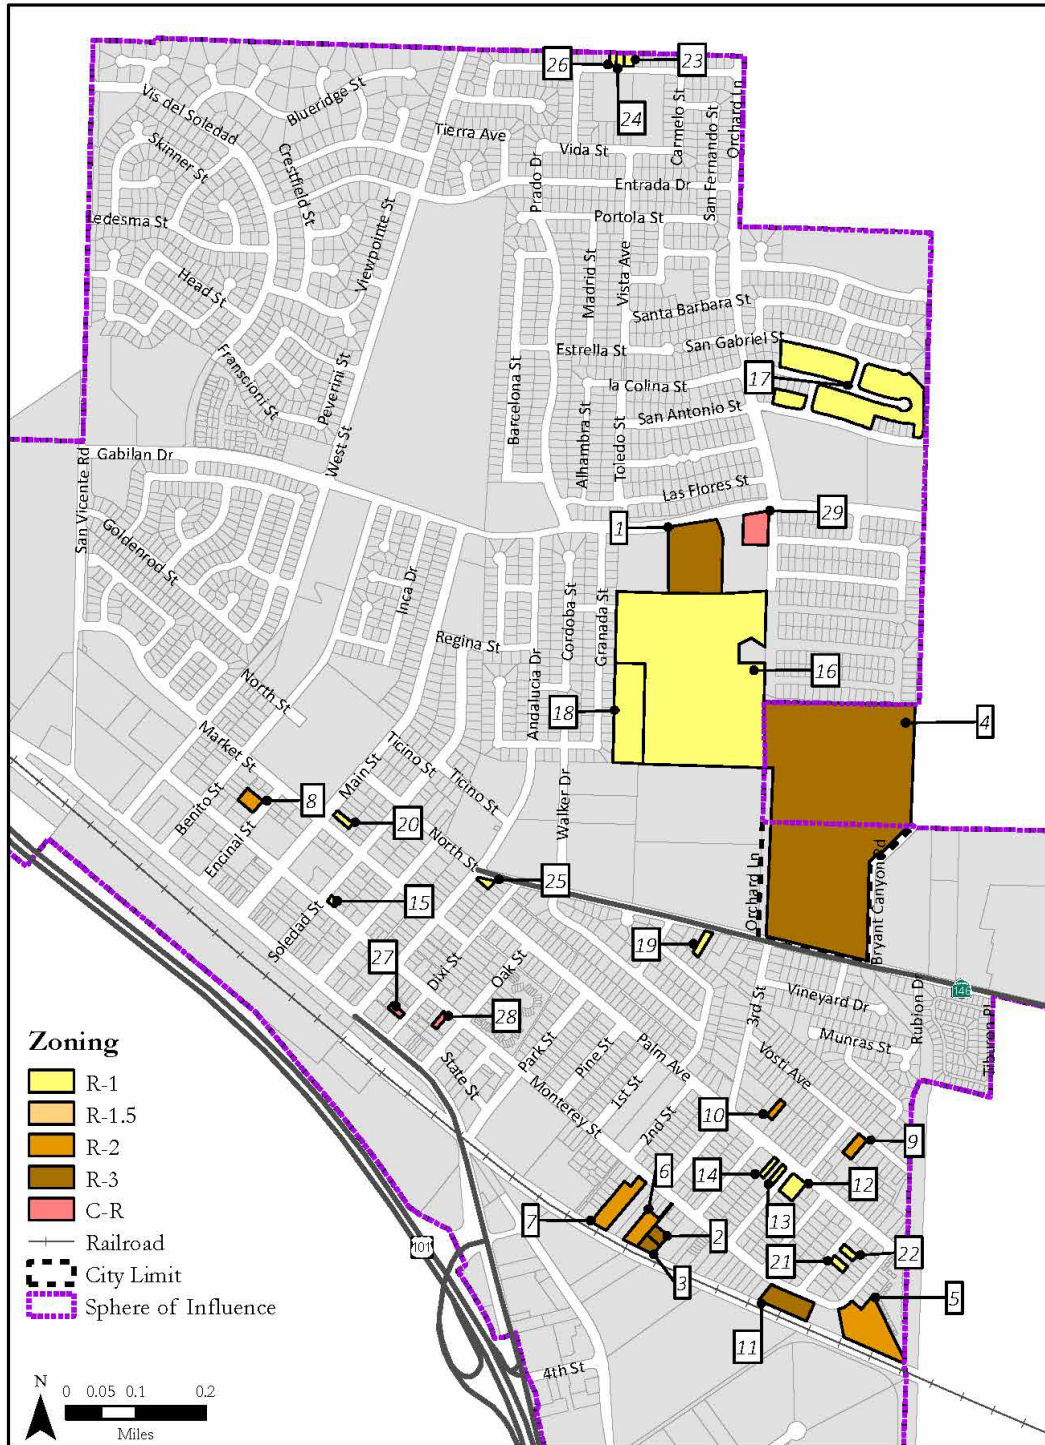 26
23
24
Blueridge St
Vis del Soledad
Tierra Ave
Vida St
Carmelo St
Orchard Ln
Skinner St
Crestfield St
Prado Dr
Entrada Dr
San Fernando St
Ledesma St
Portola St
Viewpointe St
Madrid St
Vista Ave
Head St
Santa Barbara St
San Gabriel St
Franscioni St
Peverini St
Barcelona St
Estrella St
la Colina St
17
San Antonio St
Alhambra St
Toledo St
West St
Gabilan Dr
San Vicente Rd
Las Flores St
Goldenrod St
1
29
Inca Dr
Cordoba St
Granada St
Regina St
Andalucia Dr
16
North St
18
4
Market St
Main St
Ticino St
Ticino St
Benito St
8
Walker Dr
Encinal St
20
North St
25
Orchard Ln
Bryant Canyon Rd
15
Soledad St
19
27
Dixi St
Oak St
28
146
Vineyard Dr
3rd St
Rubion Dr
Tiburon Pl
Munras St
State St
Park St
Pine St
Palm Ave
Vosti Ave
Monterey St
1st St
2nd St
10
9
14
6
12
13
7
2
3
21
22
5
11
101
4th St
Zoning
R-1
R-1.5
R-2
R-3
C-R
Railroad
City Limit
Sphere of Influence
N
0 0.05 0.1 0.2
Miles